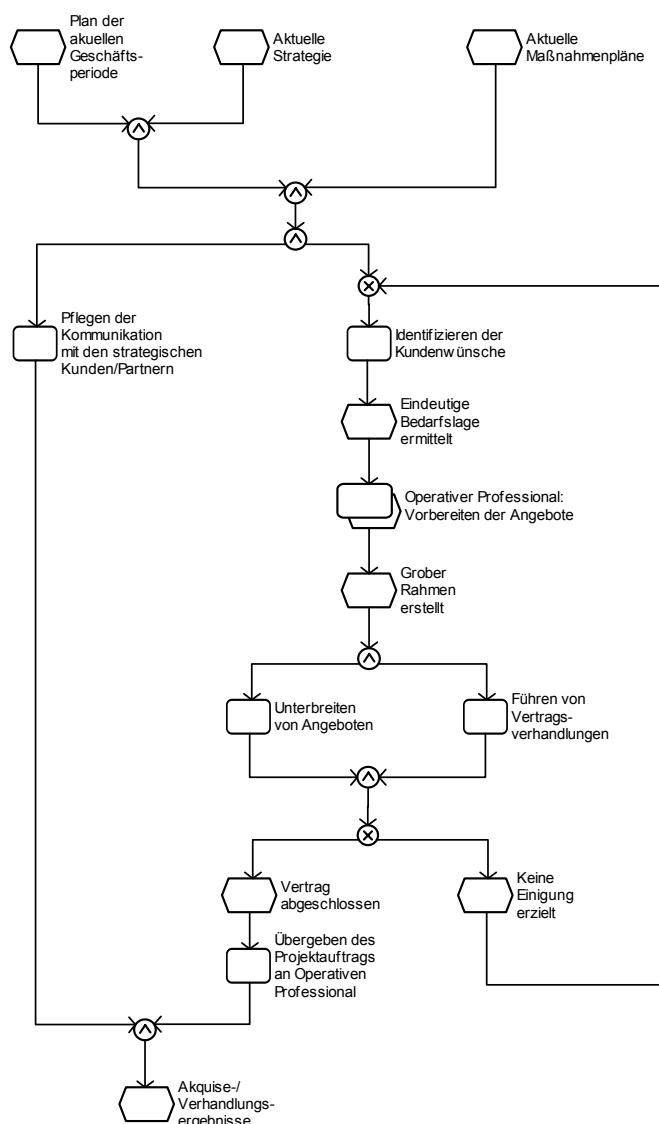 Plan der
akuellen
Geschäfts-
periode
Aktuelle
Strategie
Aktuelle
Maßnahmenpläne
Pflegen der
Kommunikation
mit den strategischen
Kunden/Partnern
Identifizieren der
Kundenwünsche
Eindeutige
Bedarfslage
ermittelt
Operativer Professional:
Vorbereiten der Angebote
Grober
Rahmen
erstellt
Unterbreiten
von Angeboten
Führen von
Vertrags-
verhandlungen
Vertrag
abgeschlossen
Keine
Einigung
erzielt
Übergeben des
Projektauftrags
an Operativen
Professional
Akquise-/
Verhandlungs-
ergebnisse